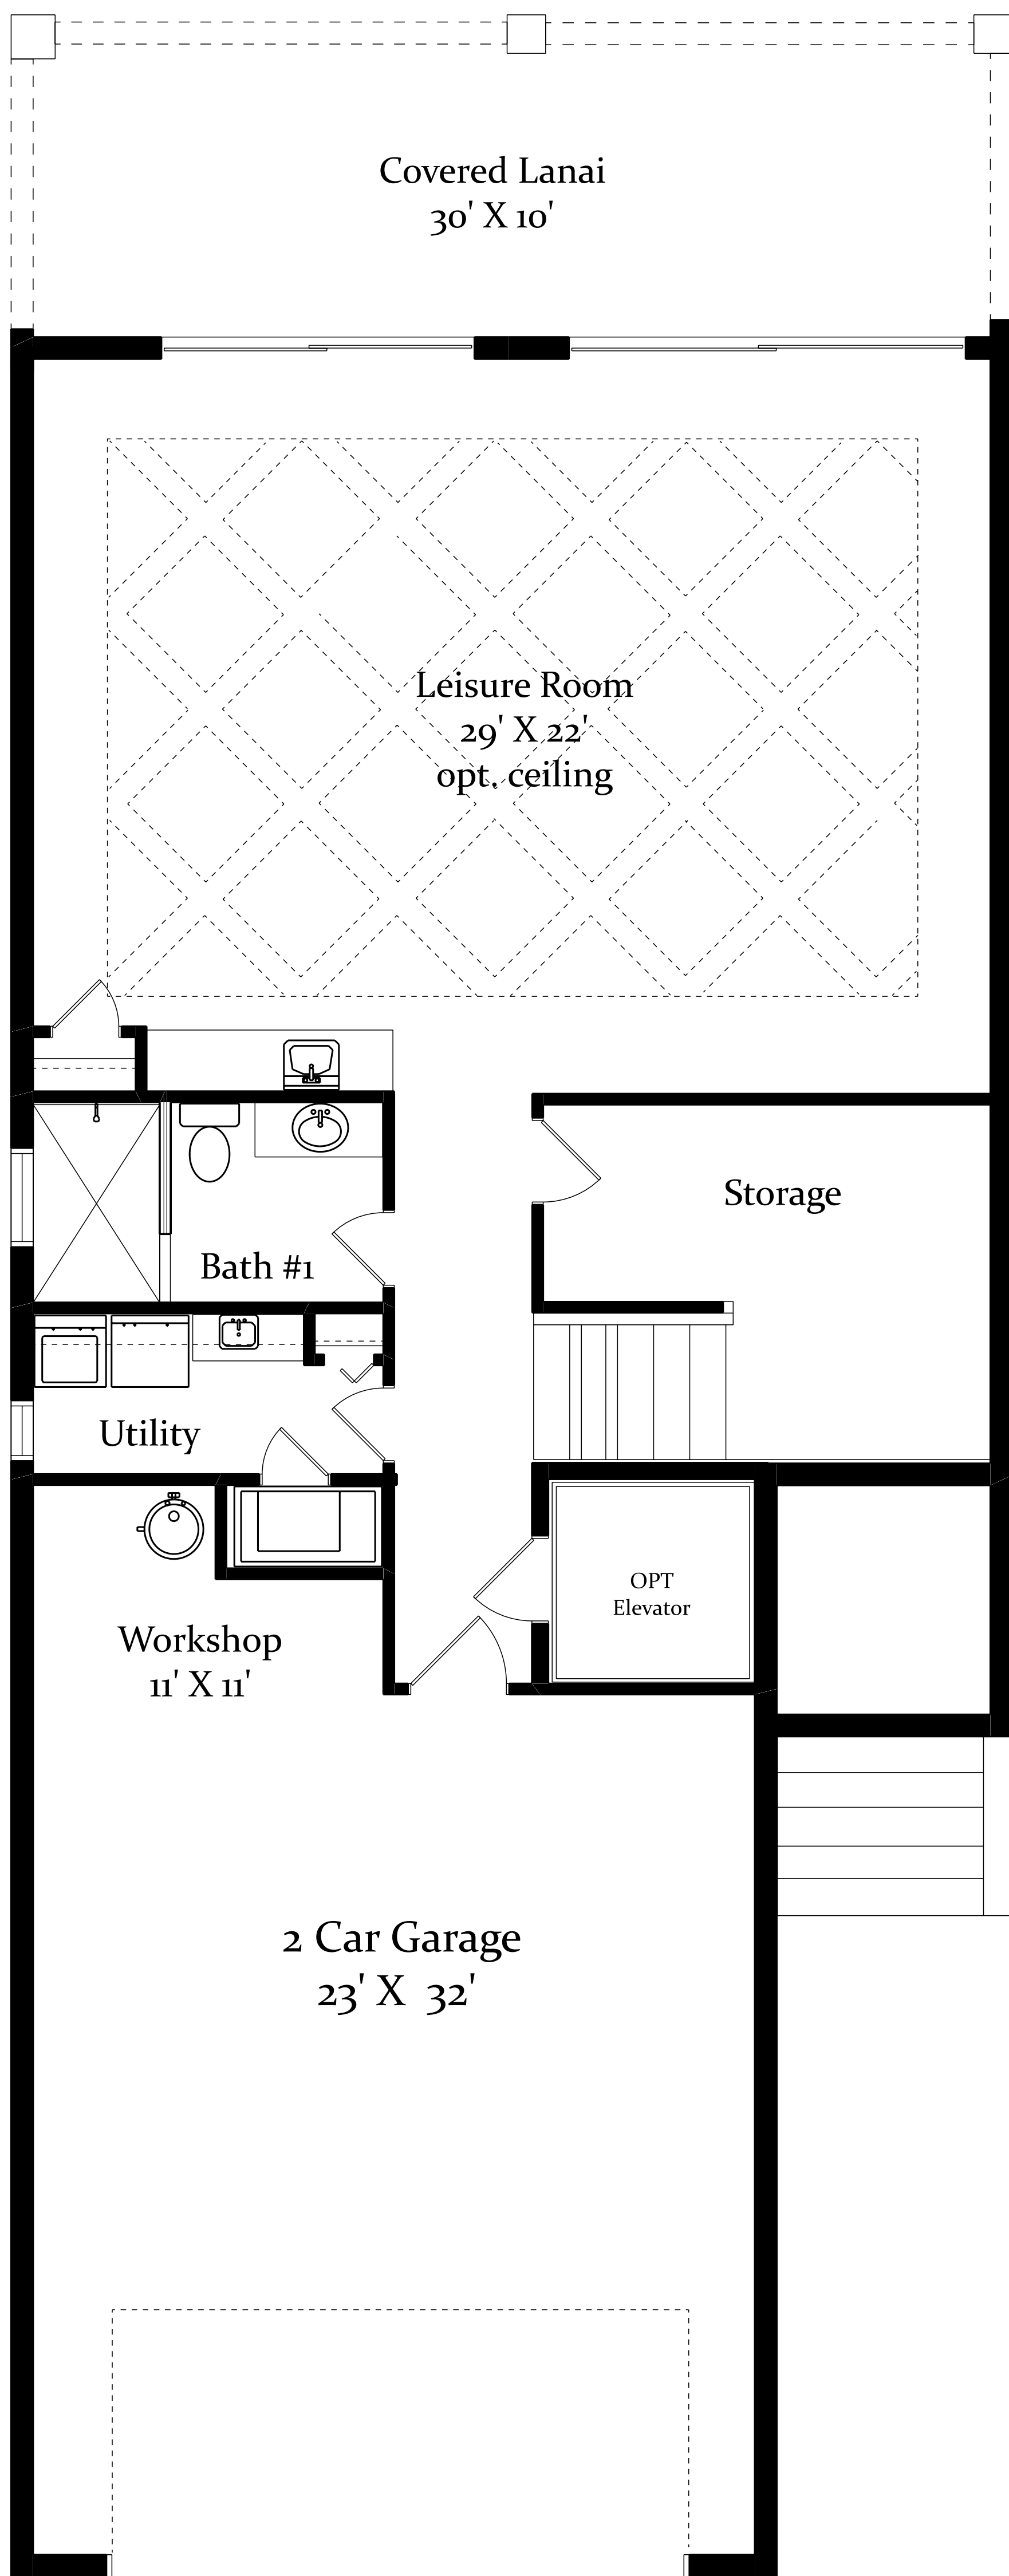 Covered Lanai
30' X 10'
Leisure Room
29' X 22'
opt. ceiling
Storage
Bath #1
Utility
OPT
Elevator
Workshop
11' X 11'
2 Car Garage
23' X 32'